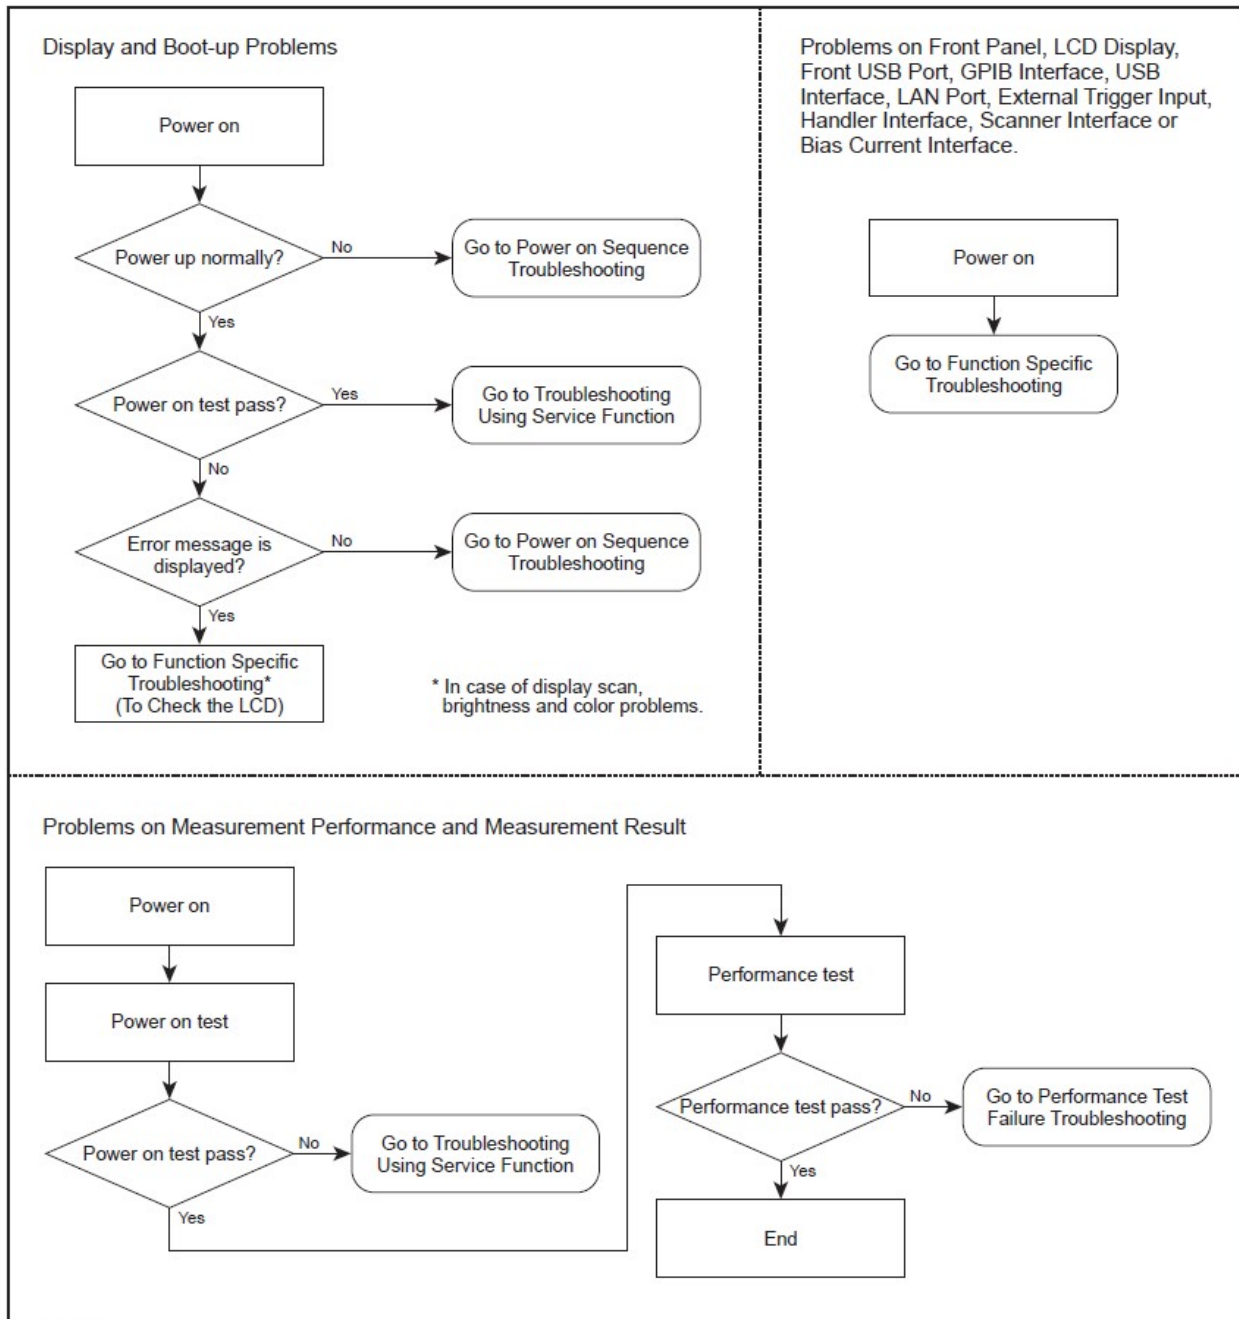 Display and Boot-up Problems
Power on
Power up normally?
No
Go to Power on Sequence
Troubleshooting
Yes
Power on test pass?
Yes
Go to Troubleshooting
Using Service Function
No
Error message is
displayed?
No
Go to Power on Sequence
Troubleshooting
Yes
Go to Function Specific
Troubleshooting*
(To Check the LCD)
* In case of display scan,
brightness and color problems.
Problems on Front Panel, LCD Display,
Front USB Port, GPIB Interface, USB
Interface, LAN Port, External Trigger Input,
Handler Interface, Scanner Interface or
Bias Current Interface.
Power on
Go to Function Specific
Troubleshooting
Problems on Measurement Performance and Measurement Result
Power on
Power on test
Power on test pass?
No
Go to Troubleshooting
Using Service Function
Yes
Performance test
Performance test pass?
No
Go to Performance Test
Failure Troubleshooting
Yes
End